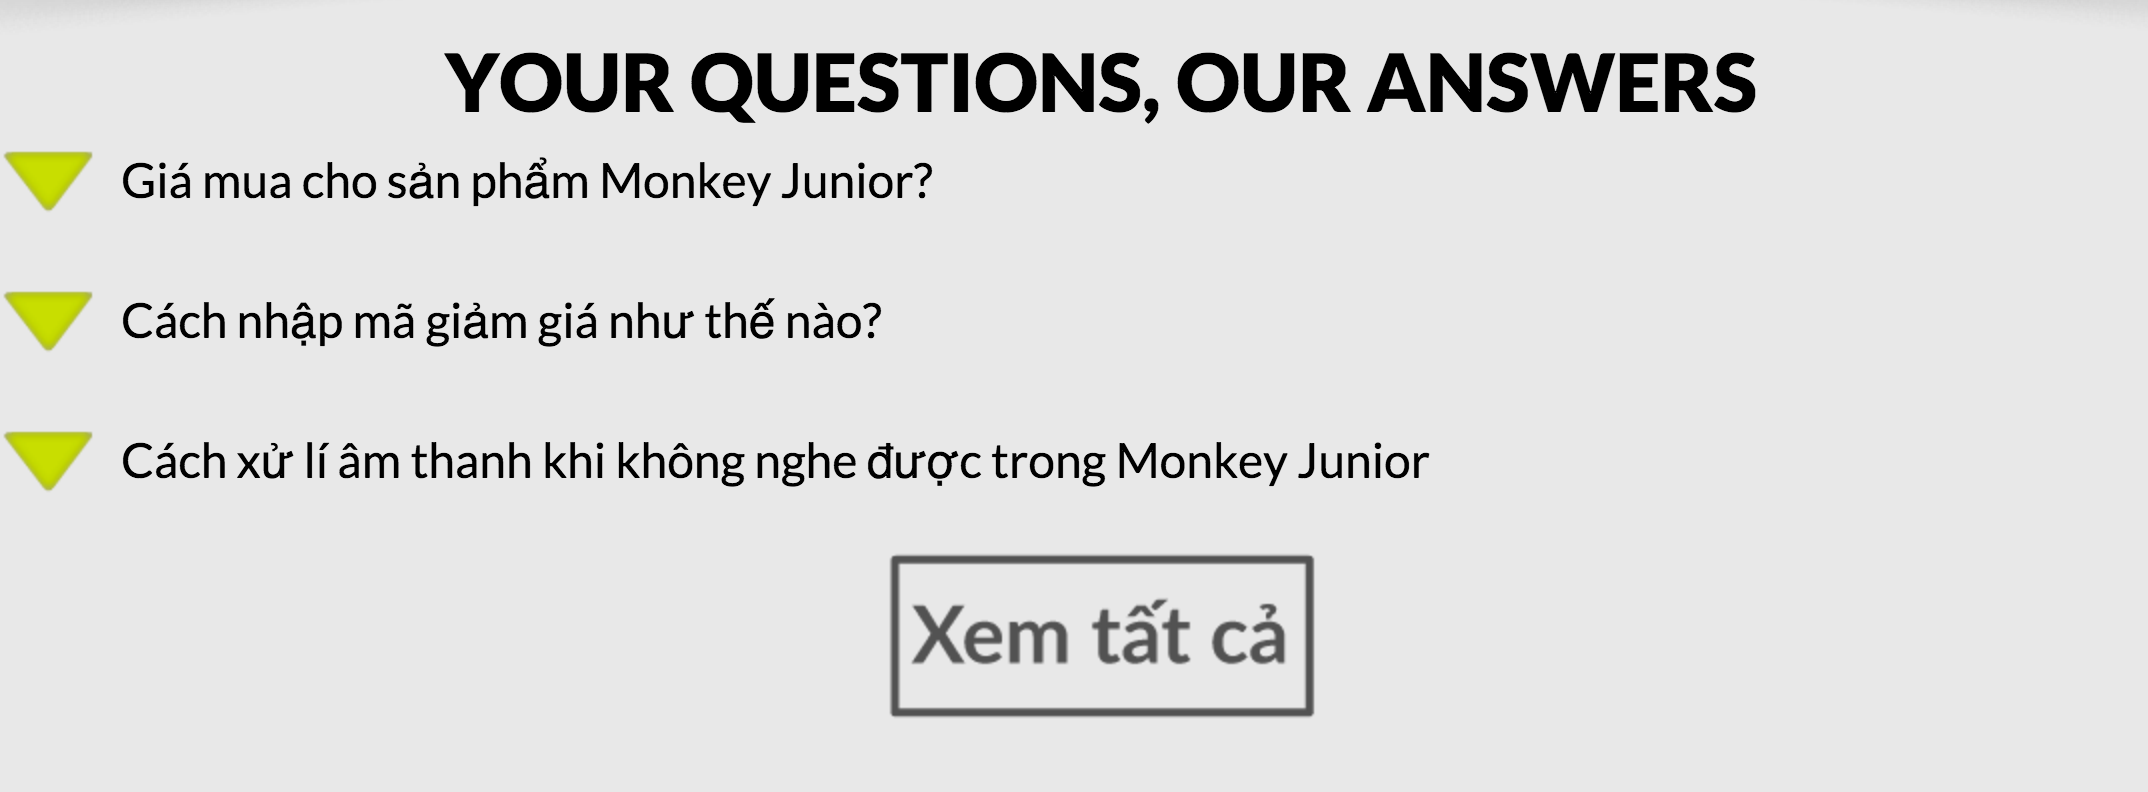 YOUR QUESTIONS, OUR ANSWERS
Giá mua cho sản phẩm Monkey Junior?
Cách nhập mã giảm giá như thế nào?
Cách xử lí âm thanh khi không nghe được trong Monkey Junior
Xem tất cả